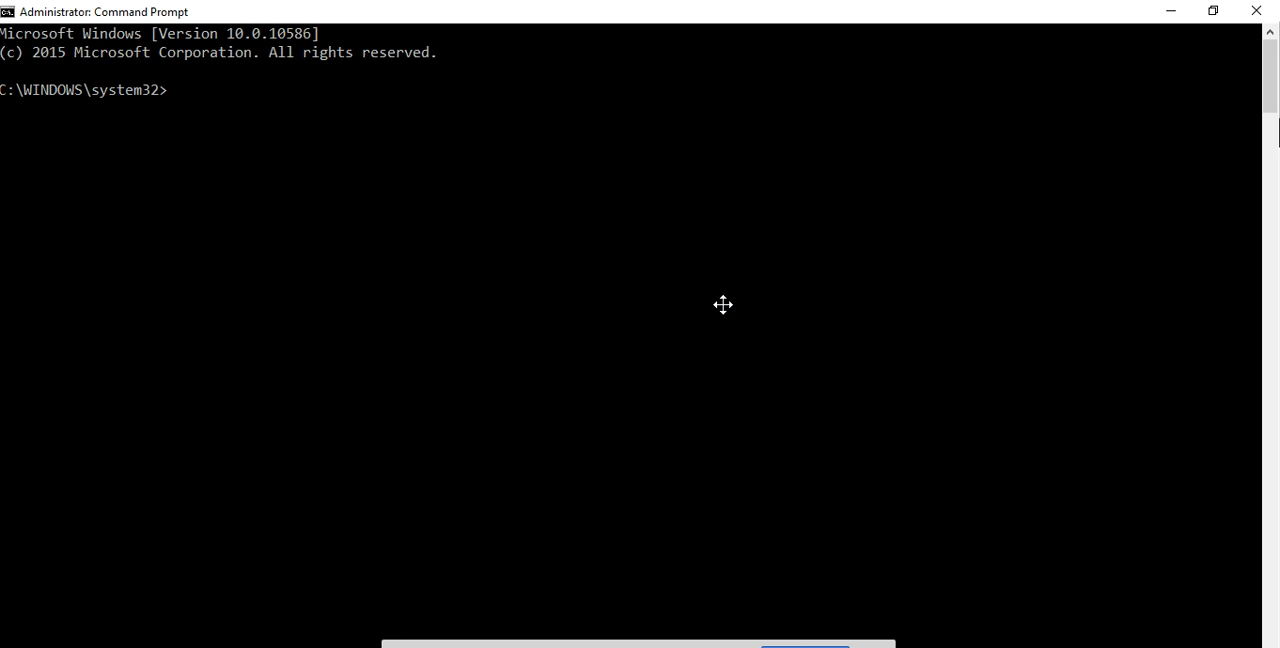 Administrator: Command Prompt
Microsoft Windows [Version 10.0.10586]
(c) 2015 Microsoft Corporation. All rights reserved.
C:\WINDOWS\system32>